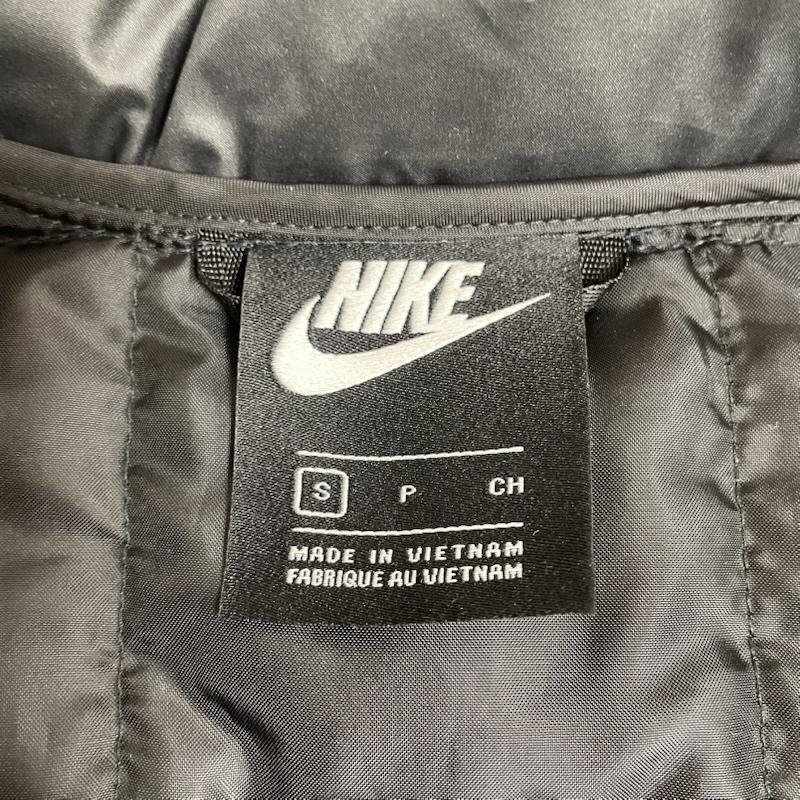 NIKE
S P CH
MADE IN VIETNAM
FABRIQUE AU VIETNAM